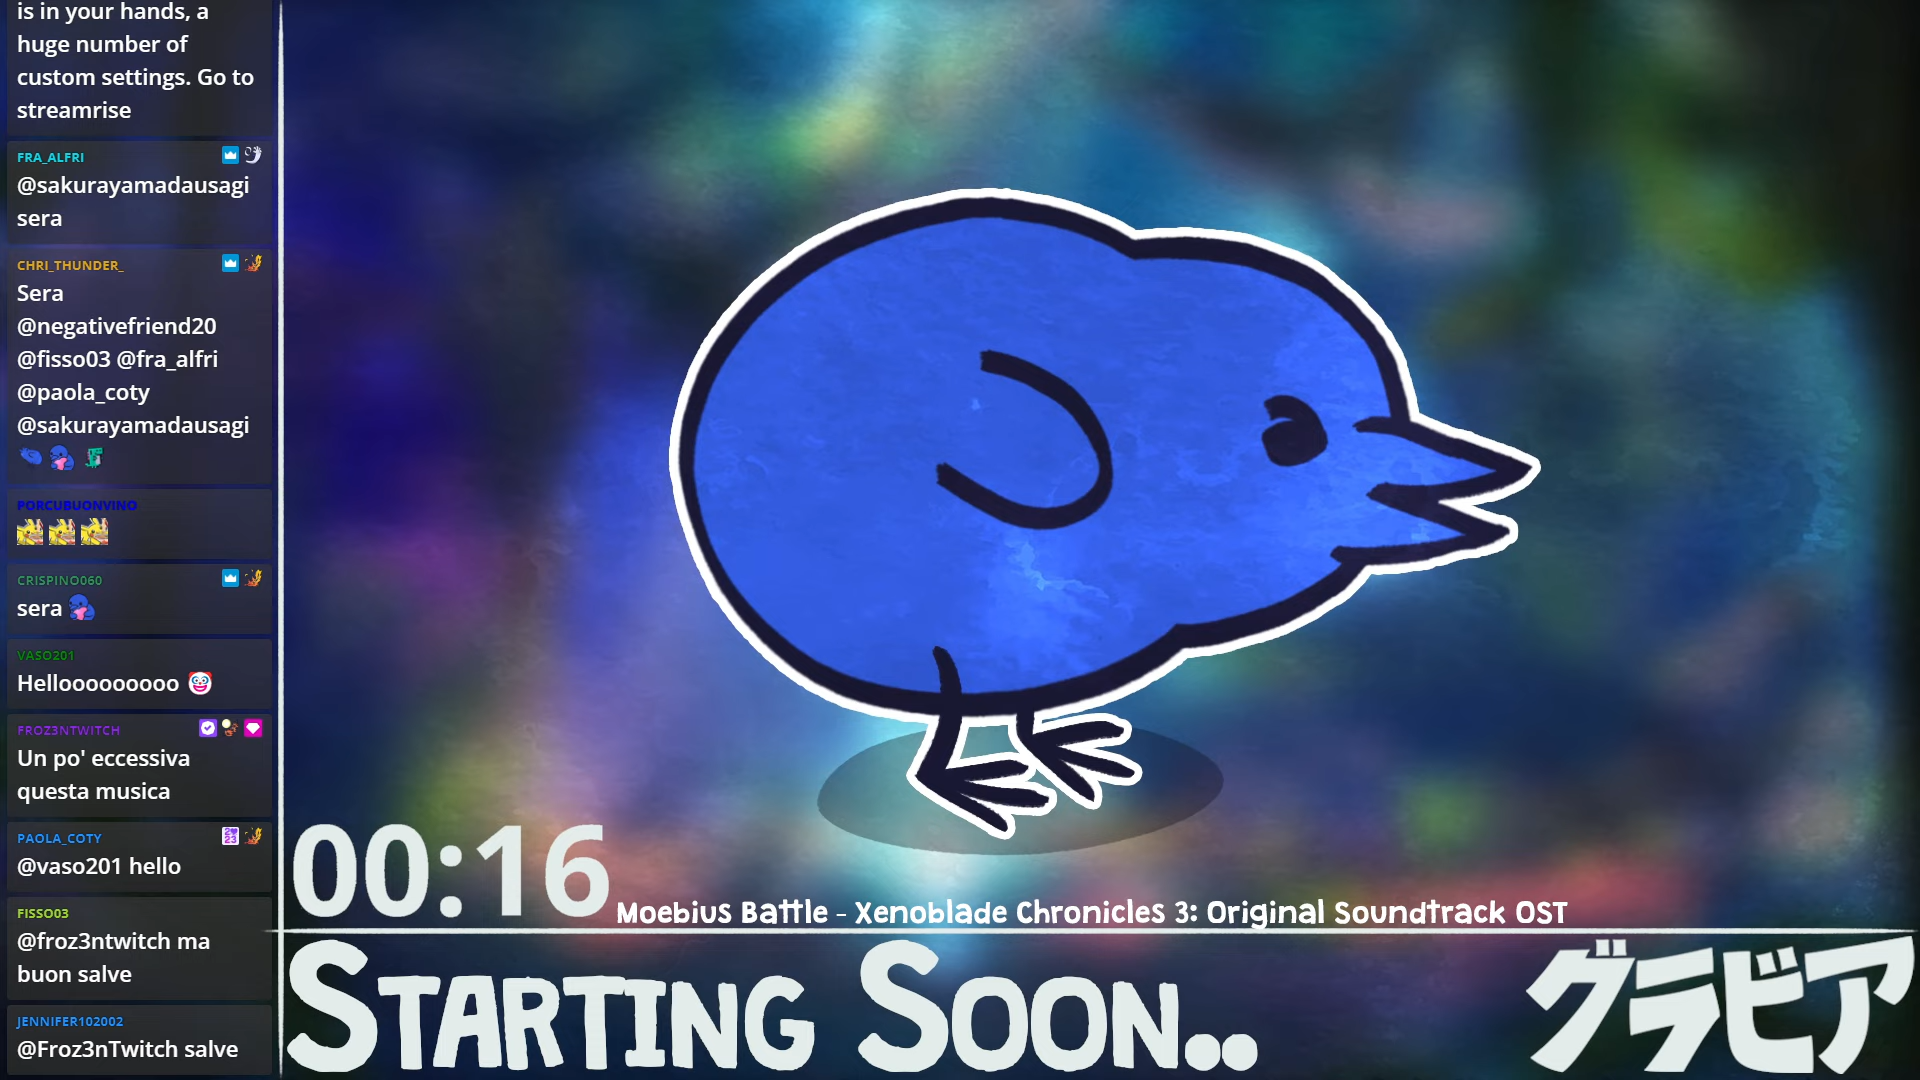 is in your hands, a
huge number of
custom settings. Go to
streamrise
FRA_ALFRI
@sakurayamadausagi
sera
CHRI_THUNDER_
Sera
@negativefriend20
@fisso03 @fra_alfri
@paola_coty
@sakurayamadausagi
PORCUBUONVINO
CRISPINO060
sera
VASO201
Hellooooooooo
FROZ3NTWITCH
Un po' eccessiva
questa musica
PAOLA_COTY
@vaso201 hello
FISSO03
@froz3ntwitch ma
buon salve
JENNIFER102002
@Froz3nTwitch salve
00:16
Moebius Battle - Xenoblade Chronicles 3: Original Soundtrack OST
Starting Soon..
グラビア